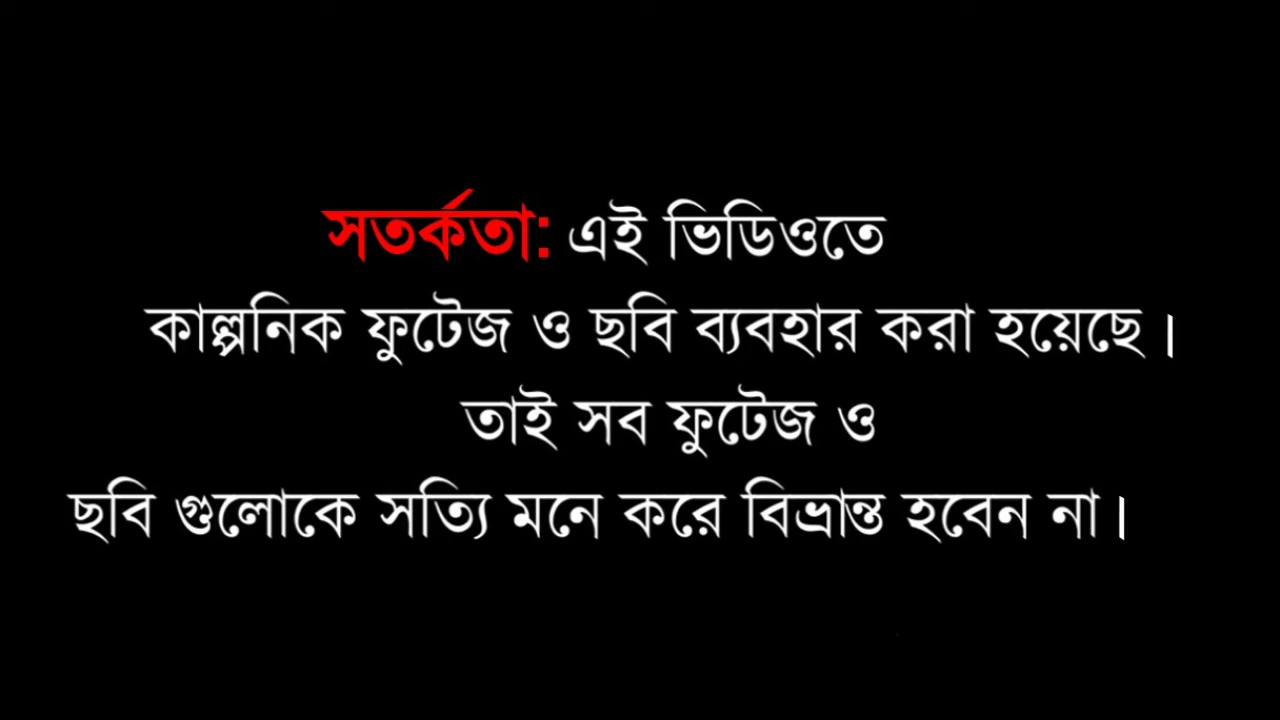 সতর্কতা: এই ভিডিওতে
কাল্পনিক ফুটেজ ও ছবি ব্যবহার করা হয়েছে।
তাই সব ফুটেজ ও
ছবি গুলোকে সত্যি মনে করে বিভ্রান্ত হবেন না।